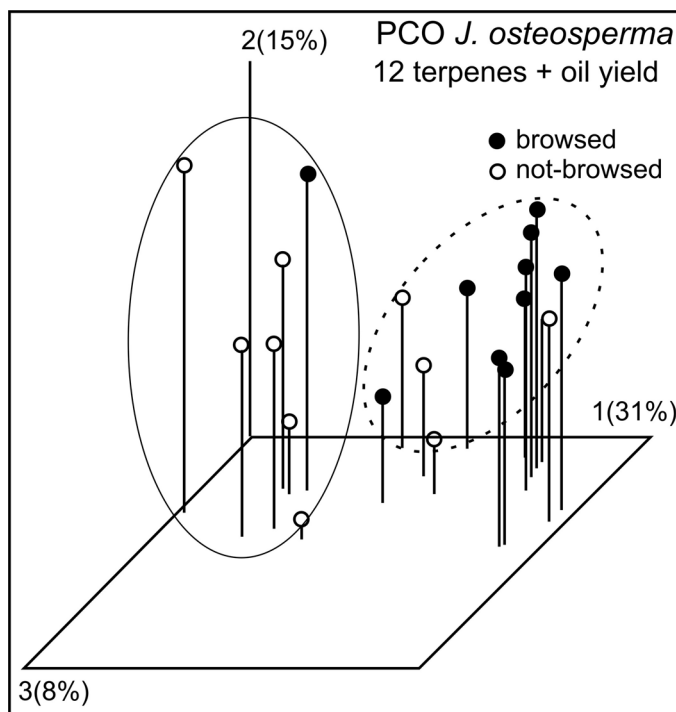 2(15%)
PCO J. osteosperma
12 terpenes + oil yield
browsed
not-browsed
1(31%)
3(8%)